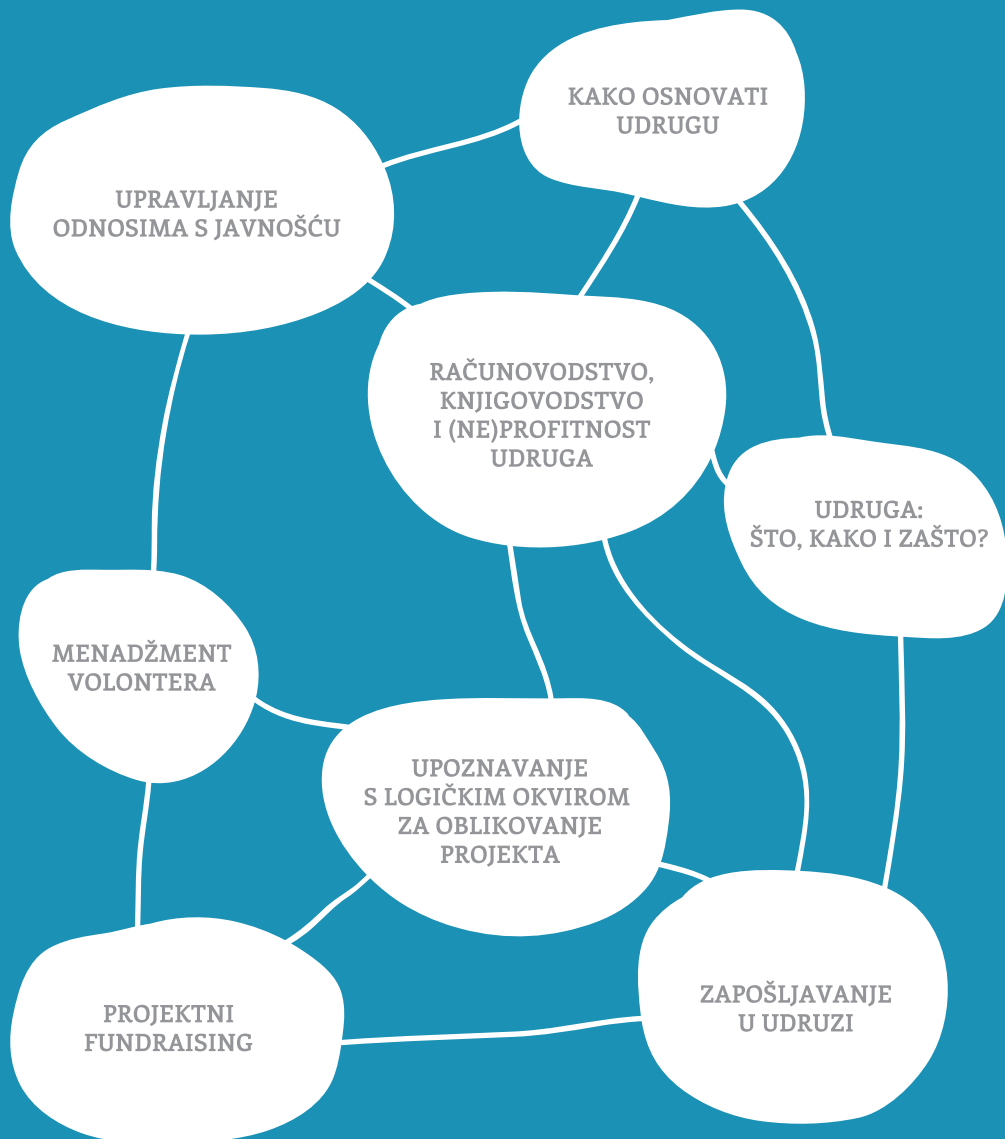 KAKO OSNOVATI
UDRUGU
UPRAVLJANJE
ODNOSIMA S JAVNOŠĆU
RAČUNOVODSTVO,
KNJIGOVODSTVO
I (NE)PROFITNOST
UDRUGA
UDRUGA:
ŠTO, KAKO I ZAŠTO?
MENADŽMENT
VOLONTERA
UPOZNAVANJE
S LOGIČKIM OKVIROM
ZA OBLIKOVANJE
PROJEKTA
ZAPOŠLJAVANJE
U UDRUZI
PROJEKTNI
FUNDRAISING